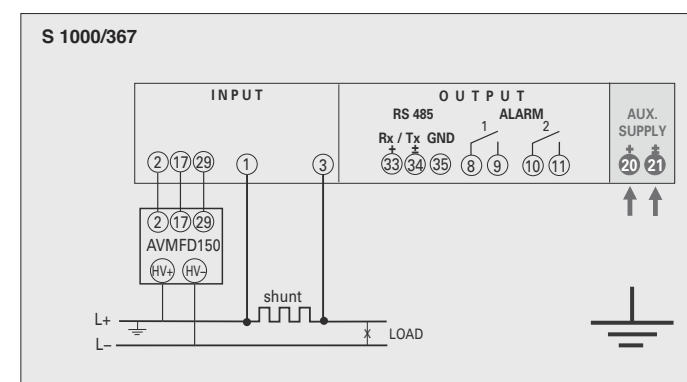 S 1000/367
INPUT
OUTPUT
RS 485 ALARM
AUX.
SUPPLY
1 2
Rx / Tx GND
+ ± + ±
2 17 29 1 3 33 34 35 8 9 10 11 20 21
2 17 29
AVMFD150
HV+ HV–
shunt
L+
X LOAD
L–